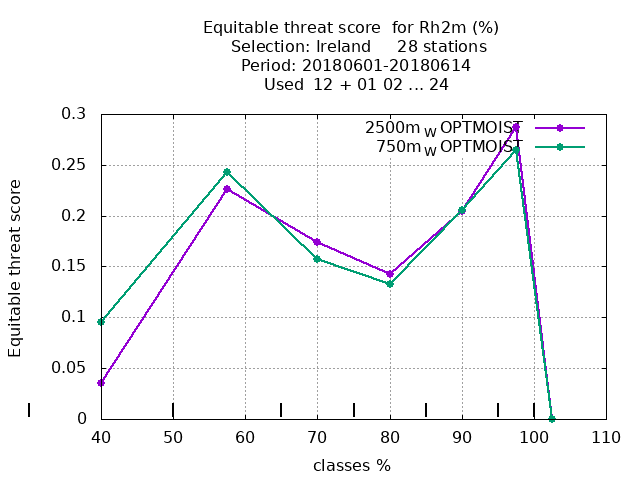 Equitable threat score  for Rh2m (%)
Selection: Ireland     28 stations
Period: 20180601-20180614
Used  12 + 01 02 ... 24
2500m W OPTMOIST
750m W OPTMOIST
Equitable threat score
0.3
0.25
0.2
0.15
0.1
0.05
0
40 50 60 70 80 90 100 110
classes %